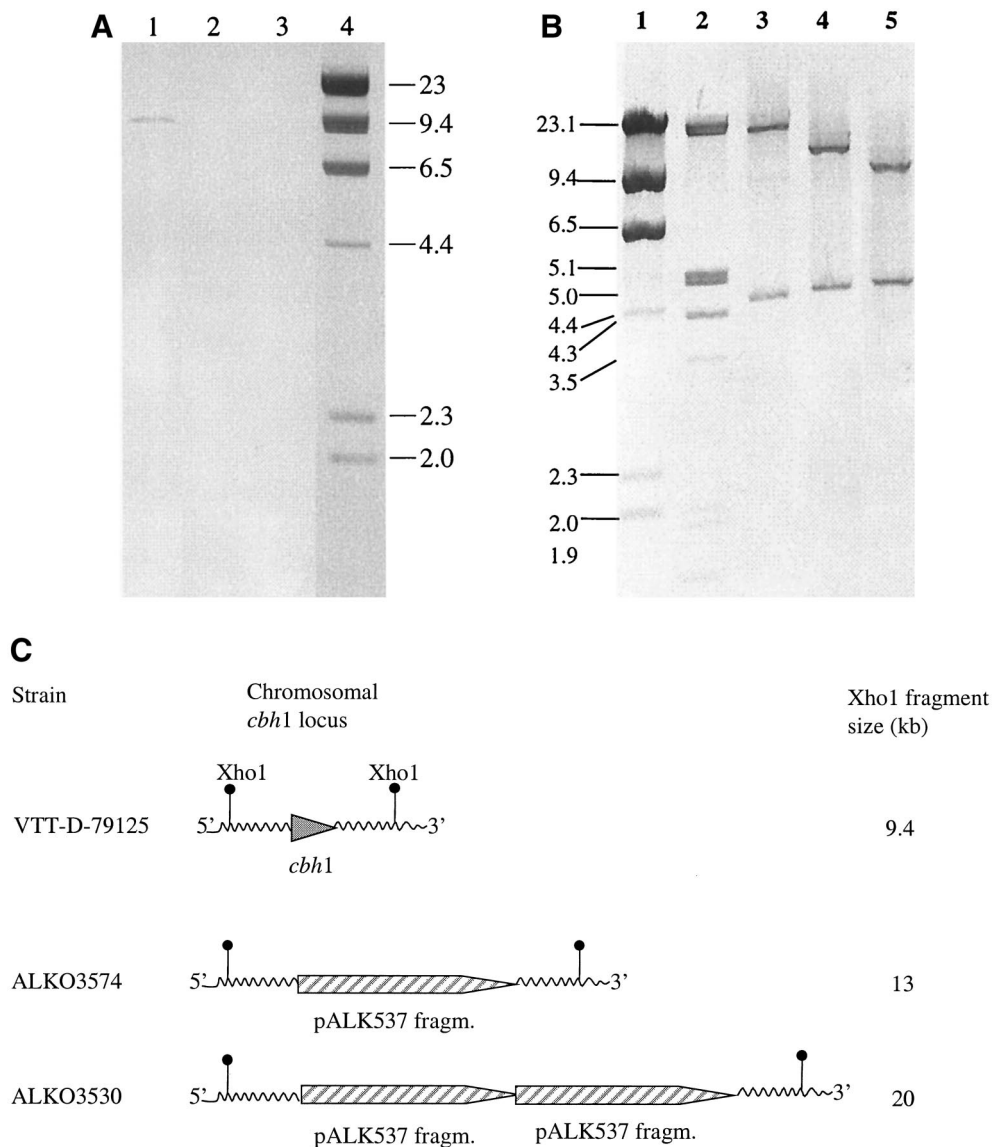 A
1 2 3 4
23
9.4
6.5
4.4
2.3
2.0
B
1 2 3 4 5
23.1
9.4
6.5
5.1
5.0
4.4
4.3
3.5
2.3
2.0
1.9
C
Strain
Chromosomal
cbh1 locus
Xho1 fragment
size (kb)
Xho1 Xho1
VTT-D-79125 5’ 3’ 9.4
cbh1
ALKO3574 5’ 3’ 13
pALK537 fragm.
ALKO3530 5’ 3’ 20
pALK537 fragm. pALK537 fragm.